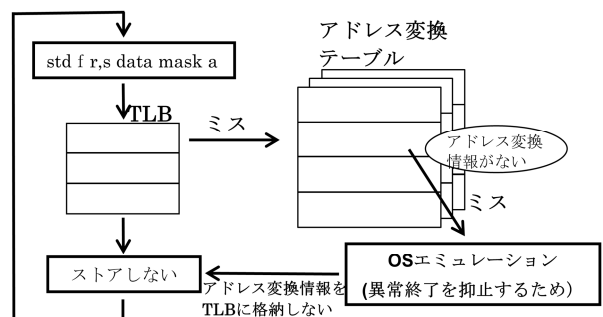 アドレス変換
テーブル
std f r,s data mask a
TLB
ミス
アドレス変換
情報がない
ミス
OSエミュレーション
(異常終了を抑止するため)
ストアしない
アドレス変換情報を
TLBに格納しない